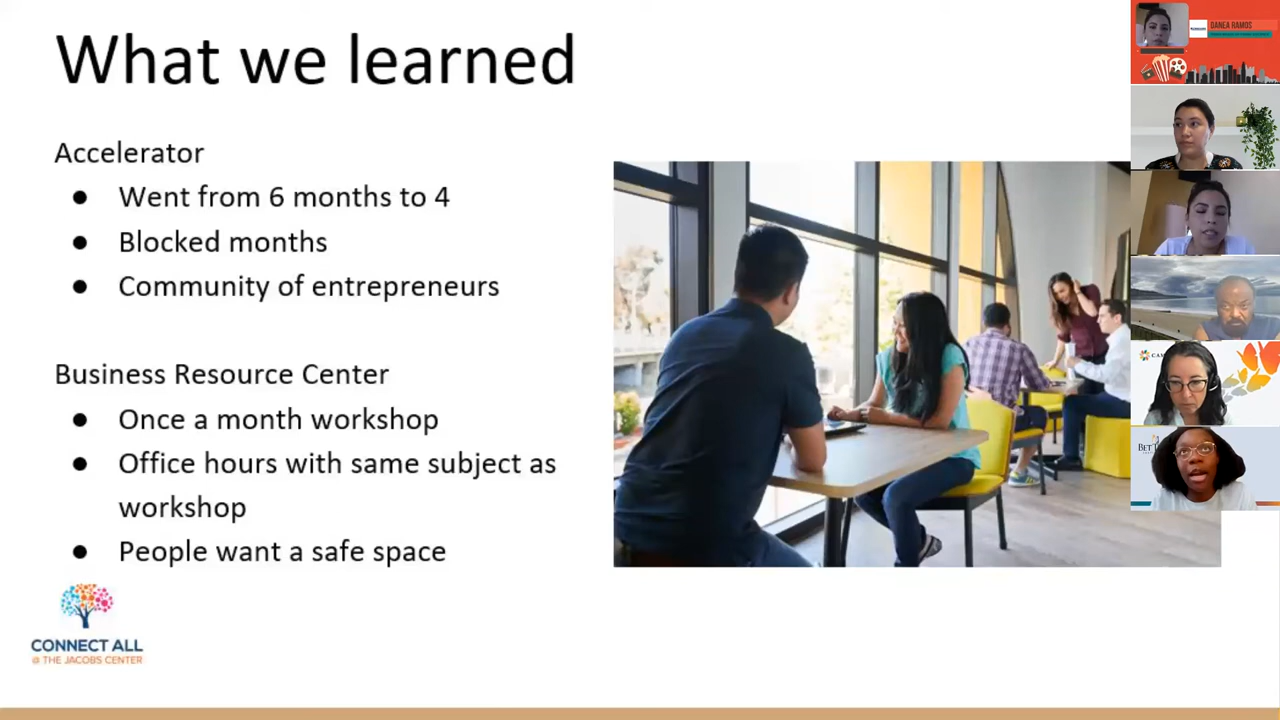 What we learned
Accelerator
● Went from 6 months to 4
● Blocked months
● Community of entrepreneurs
Business Resource Center
● Once a month workshop
● Office hours with same subject as
workshop
● People want a safe space
CONNECT ALL
@ THE JACOBS CENTER
DANEA RAMOS